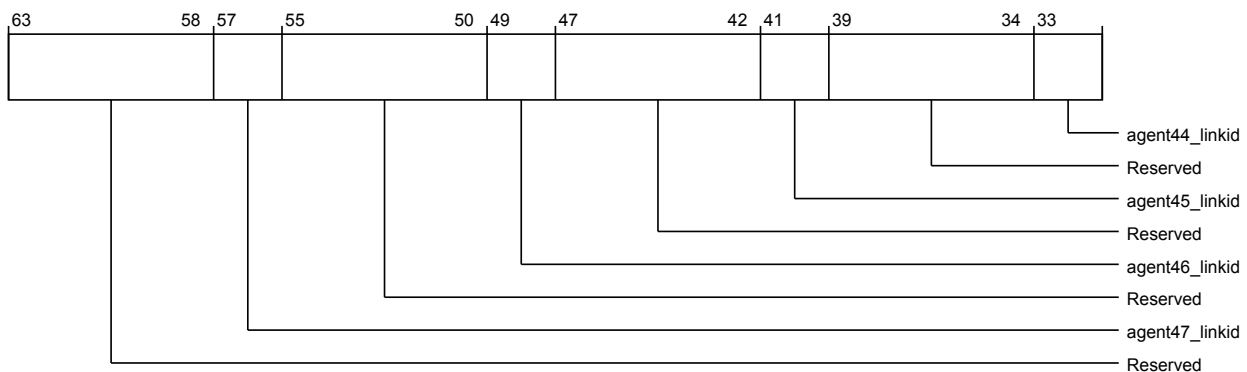 63 58 57 55 50 49 47 42 41 39 34 33
agent44_linkid
Reserved
agent45_linkid
Reserved
agent46_linkid
Reserved
agent47_linkid
Reserved